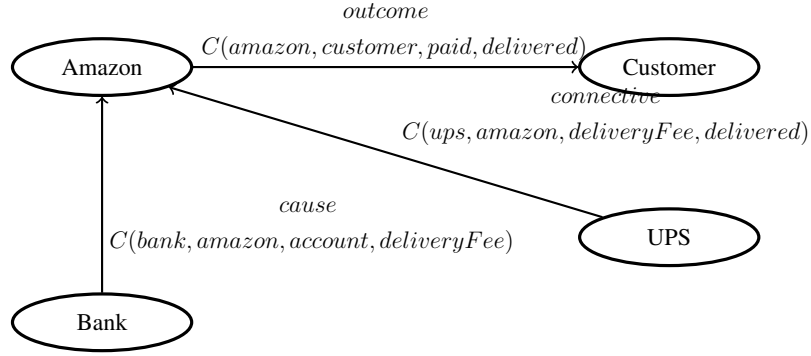 outcome
C(amazon, customer, paid, delivered)
Amazon
Customer
connective
C(ups, amazon, deliveryFee, delivered)
cause
C(bank, amazon, account, deliveryFee)
UPS
Bank